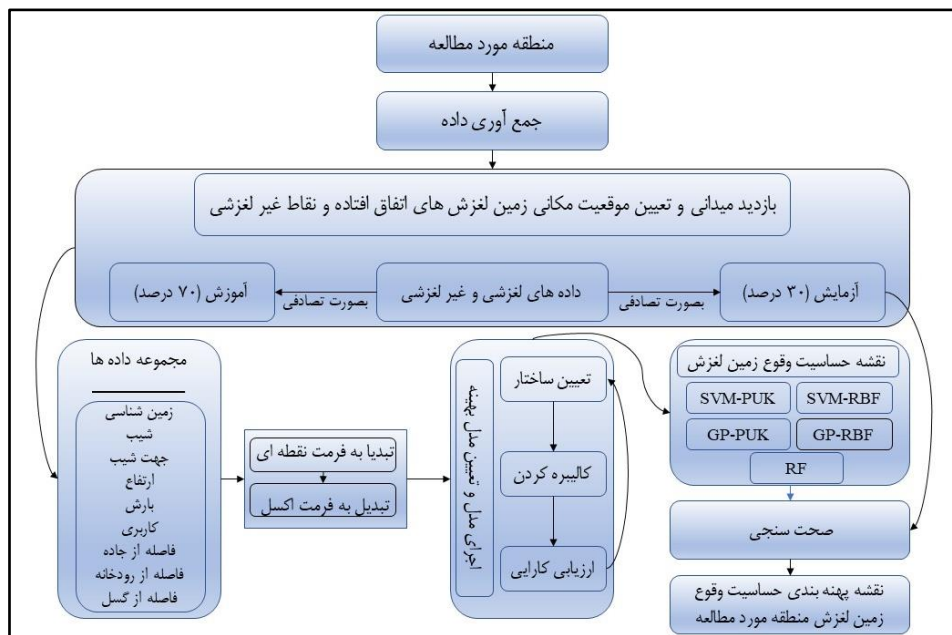 منطقه مورد مطالعه
جمع آوری داده
بازدید میدانی و تعیین موقعیت مکانی زمین لغزش های اتفاق افتاده و نقاط غیر لغزشی
آزمایش (۳۰ درصد)
بصورت تصادفی
داده های لغزشی و غیر لغزشی
بصورت تصادفی
آموزش (۷۰ درصد)
مجموعه داده ها
زمین شناسی
شیب
جهت شیب
ارتفاع
بارش
کاربری
فاصله از جاده
فاصله از رودخانه
فاصله از گسل
تبدیا به فرمت نقطه ای
تبدیل به فرمت اکسل
اجرای مدل و تعیین مدل بهینه
تعیین ساختار
کالیبره کردن
ارزیابی کارایی
نقشه حساسیت وقوع زمین لغزش
SVM-PUK
SVM-RBF
GP-PUK
GP-RBF
RF
صحت سنجی
نقشه پهنه بندی حساسیت وقوع
زمین لغزش منطقه مورد مطالعه